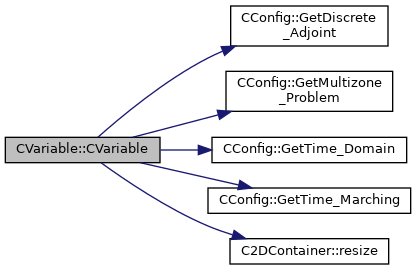 CConfig::GetDiscrete
_Adjoint
CConfig::GetMultizone
_Problem
CVariable::CVariable
CConfig::GetTime_Domain
CConfig::GetTime_Marching
C2DContainer::resize